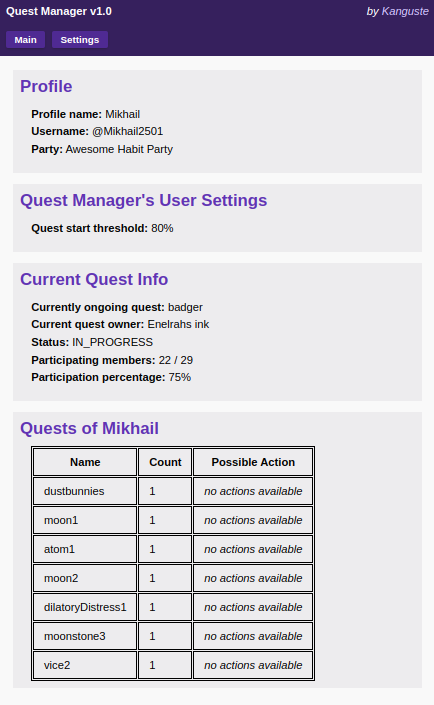 Quest Manager v1.0 by Kanguste
Main Settings
Profile
Profile name: Mikhail
Username: @Mikhail2501
Party: Awesome Habit Party
Quest Manager's User Settings
Quest start threshold: 80%
Current Quest Info
Currently ongoing quest: badger
Current quest owner: Enelrahs ink
Status: IN_PROGRESS
Participating members: 22 / 29
Participation percentage: 75%
Quests of Mikhail
Name Count Possible Action
dustbunnies 1 no actions available
moon1 1 no actions available
atom1 1 no actions available
moon2 1 no actions available
dilatoryDistress1 1 no actions available
moonstone3 1 no actions available
vice2 1 no actions available